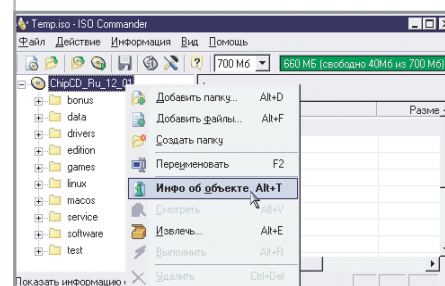 Temp.iso - ISO Commander
Файл Действие Информация Вид Помощь
700 Мб 660 МБ (свободно 40Мб из 700 Мб)
ChipCD_Ru_12_01
bonus
data
drivers
edition
games
linux
macos
service
software
test
Разме
Добавить папку... Alt+D
Добавить файлы... Alt+F
Создать папку
Переименовать F2
Инфо об объекте Alt+T
Смотреть Alt+V
Извлечь... Alt+E
Выполнить Alt+R
Удалить Ctrl+Del
Показать информацию